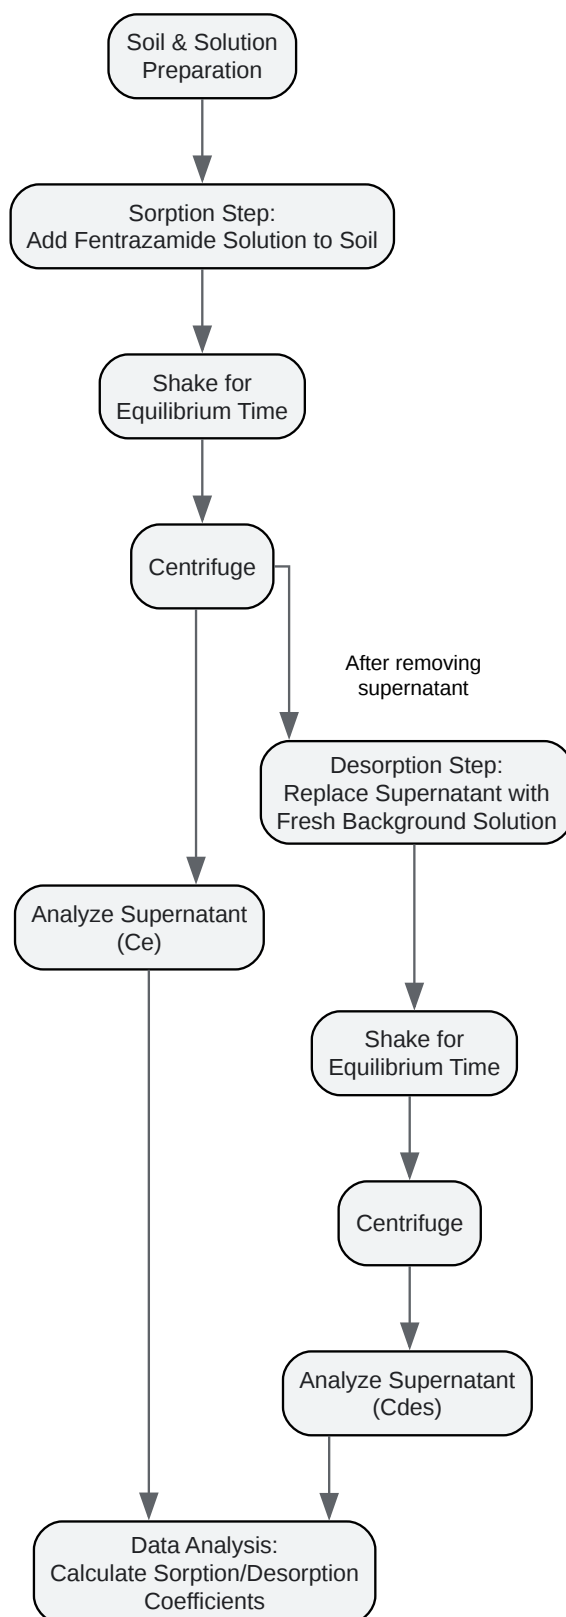 Soil & Solution
Preparation
Sorption Step:
Add Fentrazamide Solution to Soil
Shake for
Equilibrium Time
Centrifuge
After removing
supernatant
Desorption Step:
Replace Supernatant with
Fresh Background Solution
Analyze Supernatant
(Ce)
Shake for
Equilibrium Time
Centrifuge
Analyze Supernatant
(Cdes)
Data Analysis:
Calculate Sorption/Desorption
Coefficients